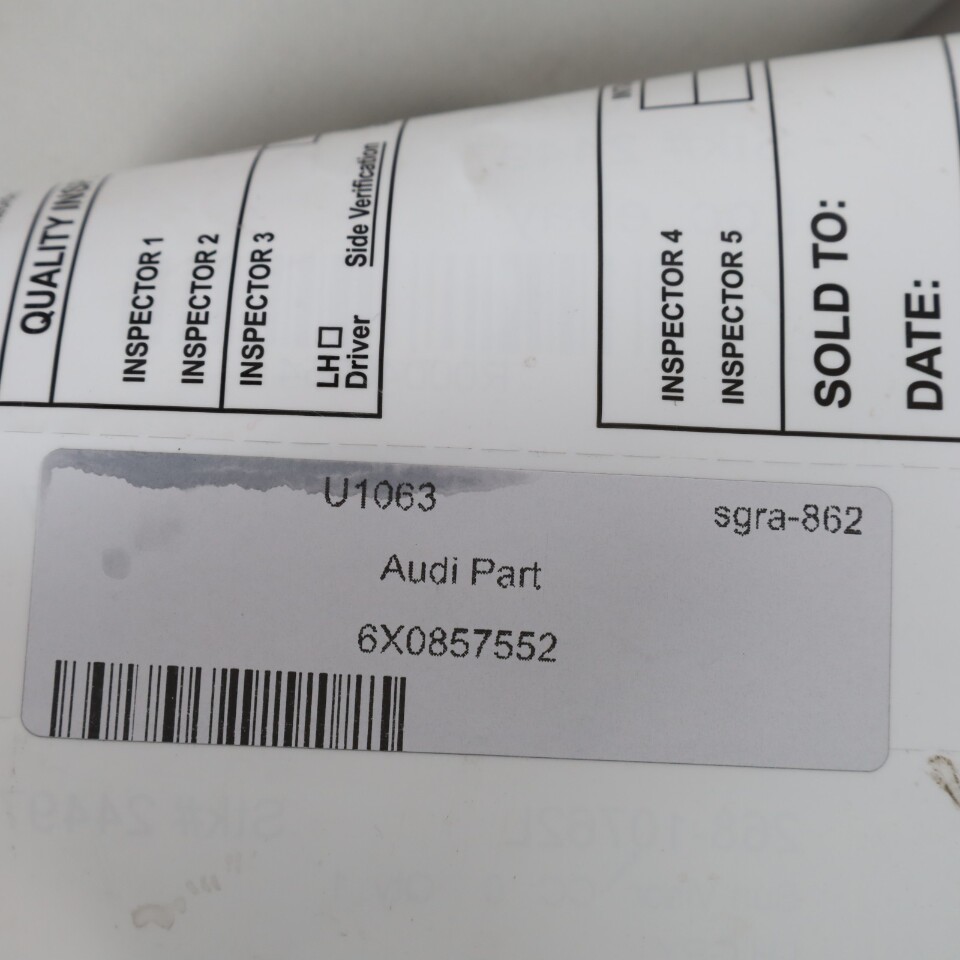 QUALITY
INSPECTOR 1
INSPECTOR 2
INSPECTOR 3
LH
Driver Side Verification
INSPECTOR 4
INSPECTOR 5
SOLD TO:
DATE:
U1063
sgra-862
Audi Part
6X0857552